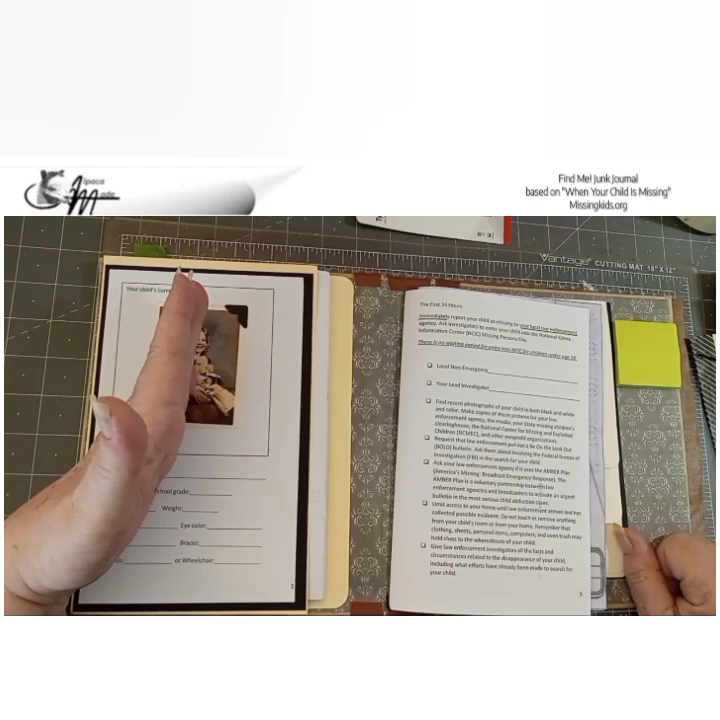 Alpaca
Made
Find Me! Junk Journal
based on "When Your Child Is Missing"
Missingkids.org
Vantage CUTTING MAT 18"X12"
Your child's
School grade:
Weight:
Eye color:
Braces:
or Wheelchair:
3
The First 24 Hours
Immediately report your child as missing to your local law enforcement
agency. Ask investigators to enter your child into the National Crime
Information Center (NCIC) Missing Persons File.
There is no waiting period for entry into NCIC for children under age 18.
Local Non-Emergency
Your Lead Investigator
Find recent photographs of your child in both black and white
and color. Make copies of these pictures for your law
enforcement agency, the media, your State missing children's
clearinghouse, the National Center for Missing and Exploited
Children (NCMEC), and other nonprofit organizations.
Request that law enforcement put out a Be On the Look Out
(BOLO) bulletin. Ask them about involving the Federal Bureau of
Investigation (FBI) in the search for your child.
Ask your law enforcement agency if it uses the AMBER Plan
(America's Missing: Broadcast Emergency Response). The
AMBER Plan is a voluntary partnership between law
enforcement agencies and broadcasters to activate an urgent
bulletin in the most serious child abduction cases.
Limit access to your home until law enforcement arrives and has
collected possible evidence. Do not touch or remove anything
from your child's room or from your home. Remember that
clothing, sheets, personal items, computers, and even trash may
hold clues to the whereabouts of your child.
Give law enforcement investigators all the facts and
circumstances related to the disappearance of your child,
including what efforts have already been made to search for
your child.